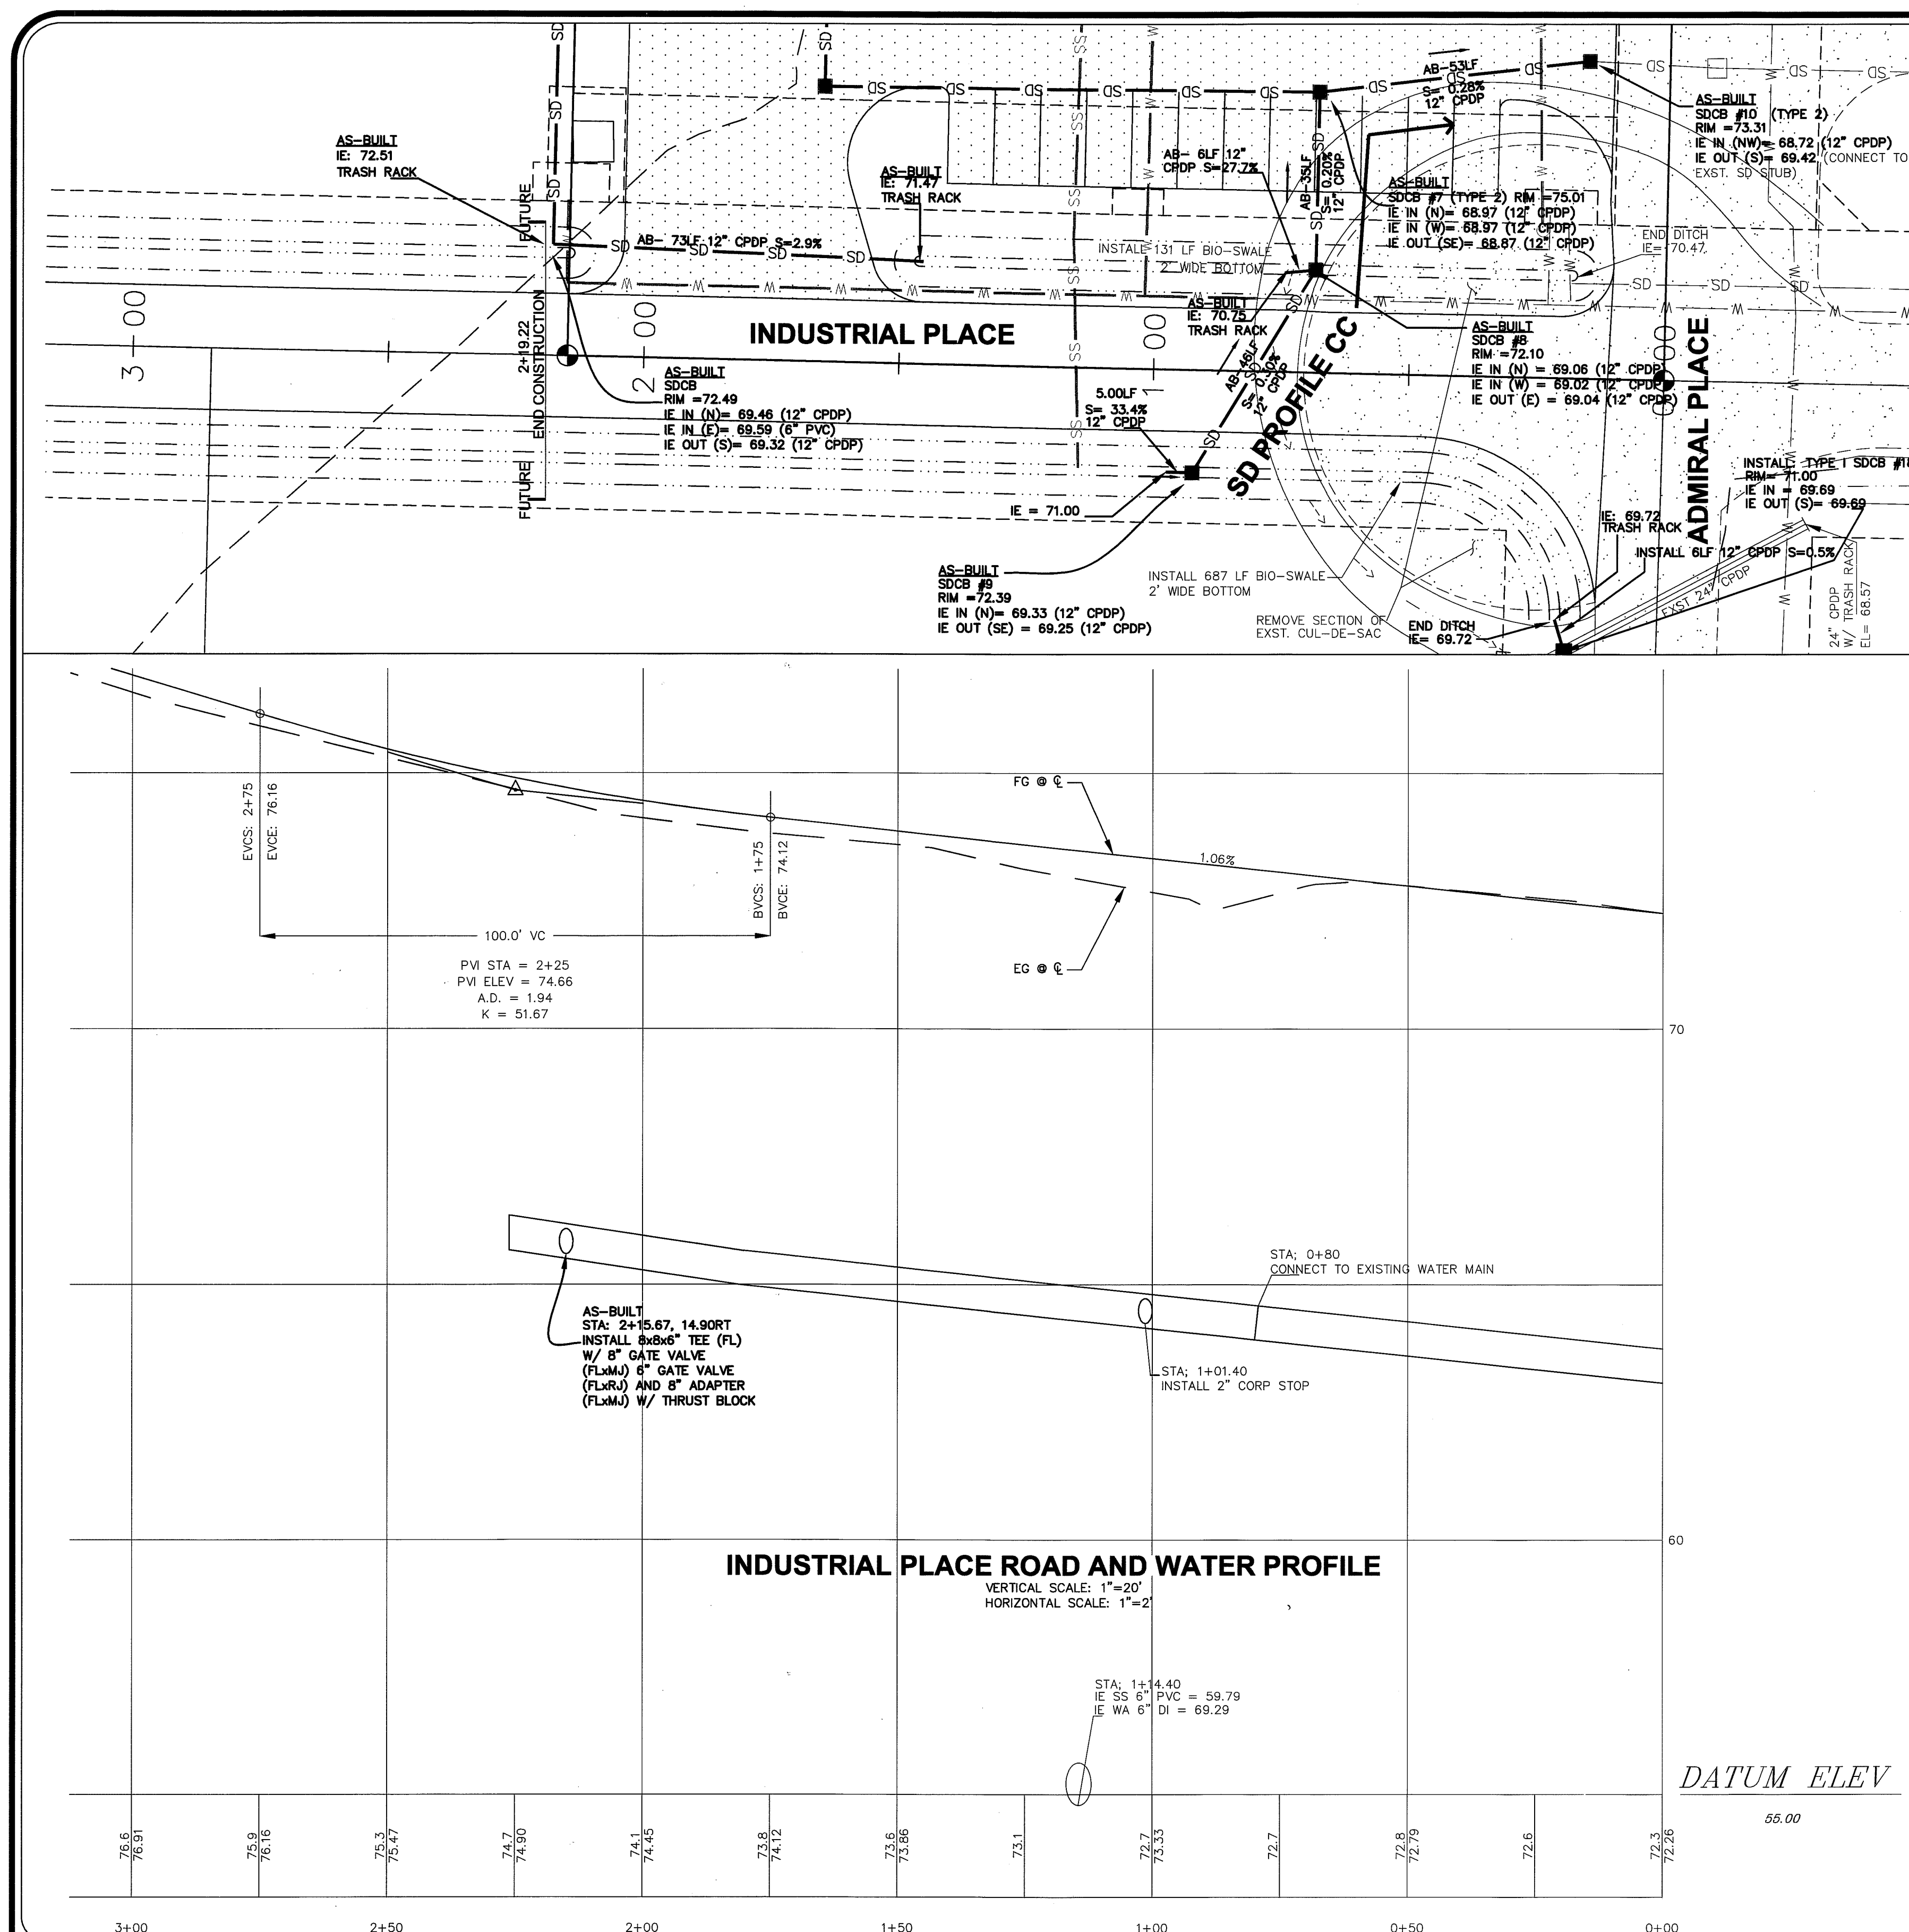 AS-BUILT
IE: 72.51
TRASH RACK
AS-BUILT
IE: 71.47
TRASH RACK
AB- 73LF 12" CPDP S=2.9%
AB- 6LF 12"
CPDP S=27.7%
AB-35LF
S= 0.20%
12" CPDP
AB-53LF
S= 0.28%
12" CPDP
AS-BUILT
SDCB #10 (TYPE 2)
RIM =73.31
IE IN (NW)= 68.72 (12" CPDP)
IE OUT (S)= 69.42 (CONNECT TO
EXST. SD STUB)
AS-BUILT
SDCB #7 (TYPE 2) RIM =75.01
IE IN (N)= 68.97 (12" CPDP)
IE IN (W)= 68.97 (12" CPDP)
IE OUT (SE)= 68.87 (12" CPDP)
END DITCH
IE= 70.47
INSTALL 131 LF BIO-SWALE
2' WIDE BOTTOM
AS-BUILT
IE: 70.75
TRASH RACK
FUTURE
2+19.22
END CONSTRUCTION
FUTURE
3+00
2+00
1+00
0+00
INDUSTRIAL PLACE
ADMIRAL PLACE
SD PROFILE CC
AS-BUILT
SDCB
RIM =72.49
IE IN (N)= 69.46 (12" CPDP)
IE IN (E)= 69.59 (6" PVC)
IE OUT (S)= 69.32 (12" CPDP)
5.00LF
S= 33.4%
12" CPDP
AB-46LF
S= 0.30%
12" CPDP
AS-BUILT
SDCB #8
RIM =72.10
IE IN (N) = 69.06 (12" CPDP)
IE IN (W) = 69.02 (12" CPDP)
IE OUT (E) = 69.04 (12" CPDP)
IE = 71.00
AS-BUILT
SDCB #9
RIM =72.39
IE IN (N)= 69.33 (12" CPDP)
IE OUT (SE) = 69.25 (12" CPDP)
INSTALL 687 LF BIO-SWALE
2' WIDE BOTTOM
REMOVE SECTION OF
EXST. CUL-DE-SAC
END DITCH
IE= 69.72
IE: 69.72
TRASH RACK
INSTALL 6LF 12" CPDP S=0.5%
INSTALL: TYPE I SDCB
RIM= 71.00
IE IN = 69.69
IE OUT (S)= 69.69
EXST. 24" CPDP
24" CPDP
W/ TRASH RACK
EL= 68.57
EVCS: 2+75
EVCE: 76.16
BVCS: 1+75
BVCE: 74.12
100.0' VC
PVI STA = 2+25
PVI ELEV = 74.66
A.D. = 1.94
K = 51.67
FG @ ℄
1.06%
EG @ ℄
70
STA; 0+80
CONNECT TO EXISTING WATER MAIN
AS-BUILT
STA: 2+15.67, 14.90RT
INSTALL 8x8x6" TEE (FL)
W/ 8" GATE VALVE
(FLxMJ) 6" GATE VALVE
(FLxRJ) AND 8" ADAPTER
(FLxMJ) W/ THRUST BLOCK
STA; 1+01.40
INSTALL 2" CORP STOP
60
INDUSTRIAL PLACE ROAD AND WATER PROFILE
VERTICAL SCALE: 1"=20'
HORIZONTAL SCALE: 1"=2'
STA; 1+14.40
IE SS 6" PVC = 59.79
IE WA 6" DI = 69.29
DATUM ELEV
55.00
76.6
76.91
75.9
76.16
75.3
75.47
74.7
74.90
74.1
74.45
73.8
74.12
73.6
73.86
73.1
72.7
73.33
72.7
72.8
72.79
72.6
72.3
72.26
3+00
2+50
2+00
1+50
1+00
0+50
0+00